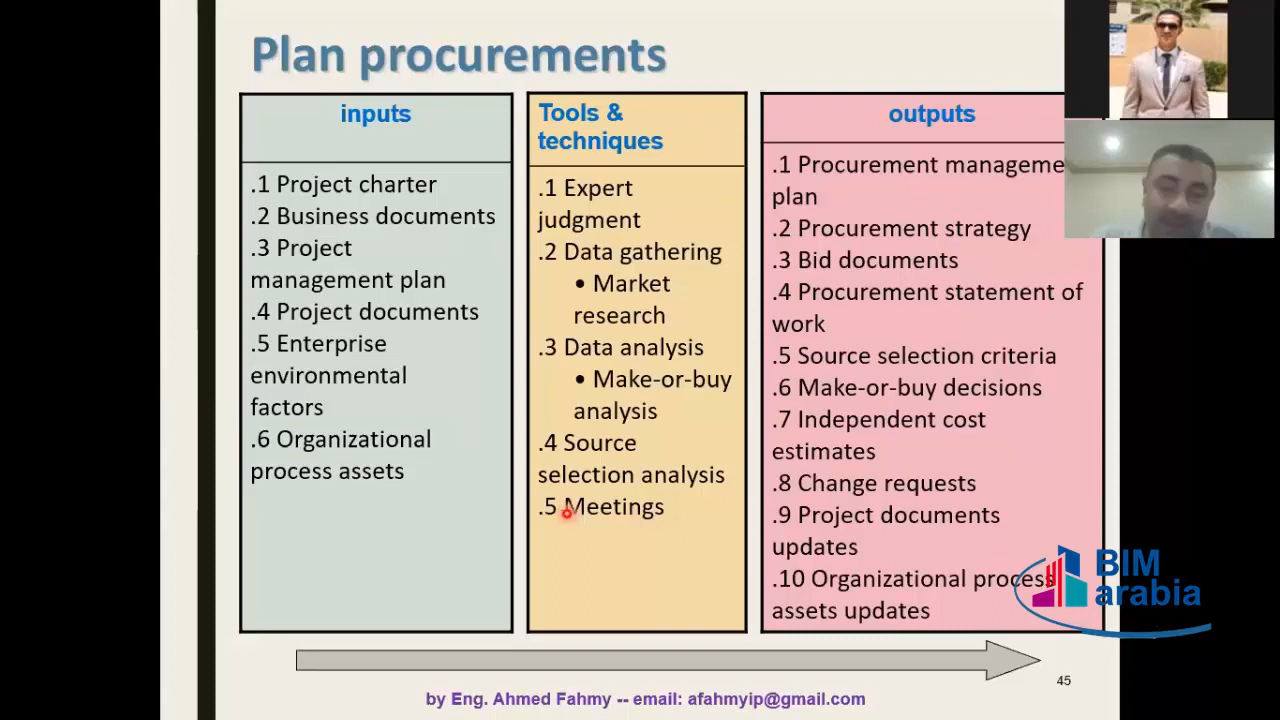 Plan procurements
inputs
.1 Project charter
.2 Business documents
.3 Project
management plan
.4 Project documents
.5 Enterprise
environmental
factors
.6 Organizational
process assets
Tools &
techniques
.1 Expert
judgment
.2 Data gathering
• Market
research
.3 Data analysis
• Make-or-buy
analysis
.4 Source
selection analysis
.5 Meetings
outputs
.1 Procurement manageme
plan
.2 Procurement strategy
.3 Bid documents
.4 Procurement statement of
work
.5 Source selection criteria
.6 Make-or-buy decisions
.7 Independent cost
estimates
.8 Change requests
.9 Project documents
updates
.10 Organizational process
assets updates
BIM
arabia
45
by Eng. Ahmed Fahmy -- email: afahmyip@gmail.com